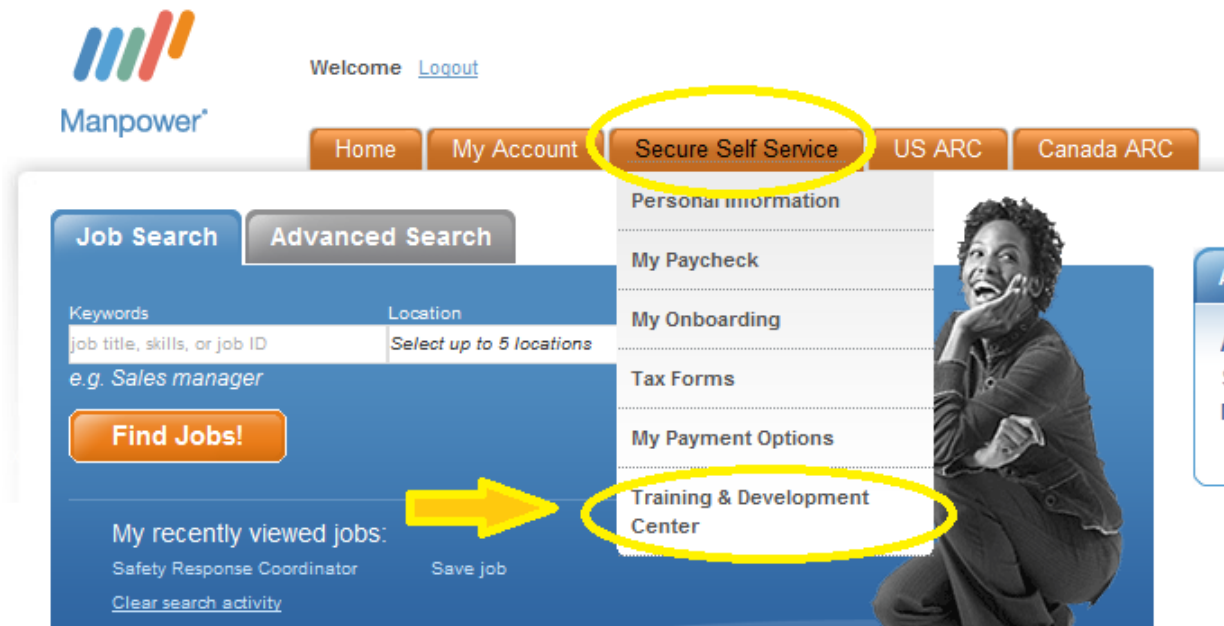 Welcome Logout
Manpower®
Home My Account Secure Self Service US ARC Canada ARC
Job Search Advanced Search
Personal Information
My Paycheck
My Onboarding
Tax Forms
My Payment Options
Training & Development
Center
Keywords Location
job title, skills, or job ID Select up to 5 locations
e.g. Sales manager
Find Jobs!
My recently viewed jobs:
Safety Response Coordinator Save job
Clear search activity